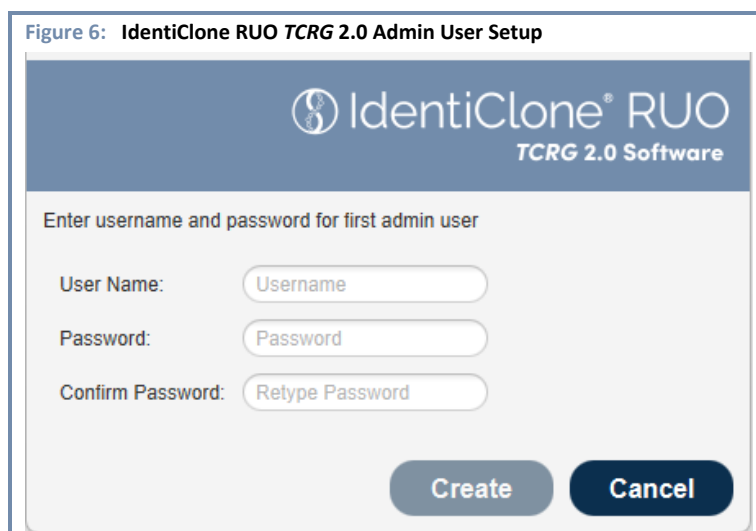 Figure 6: IdentiClone RUO TCRG 2.0 Admin User Setup
IdentiClone® RUO
TCRG 2.0 Software
Enter username and password for first admin user
User Name: Username
Password: Password
Confirm Password: Retype Password
Create Cancel